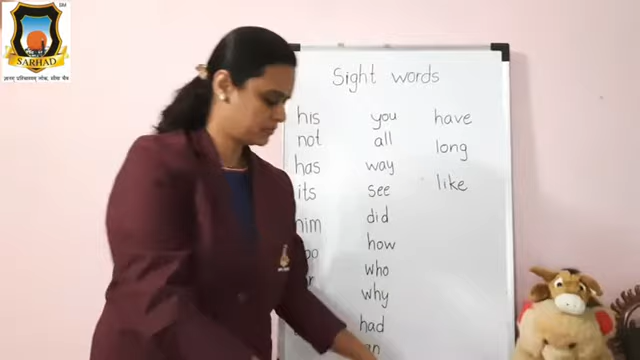 SM
SARHAD
Sight words
his
not
has
its
him
you
all
way
see
did
how
who
why
had
have
long
like